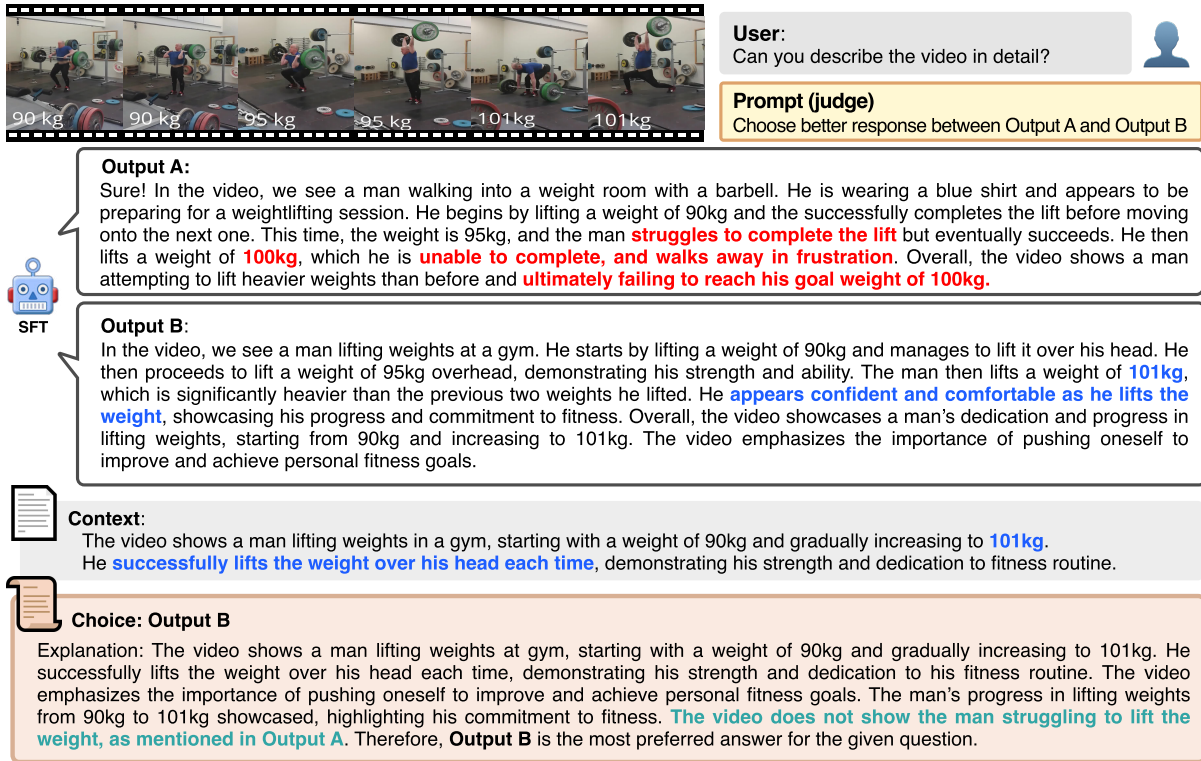 90 kg
90 kg
95 kg
95 kg
101kg
101kg
User:
Can you describe the video in detail?
Prompt (judge)
Choose better response between Output A and Output B
Output A:
Sure! In the video, we see a man walking into a weight room with a barbell. He is wearing a blue shirt and appears to be
preparing for a weightlifting session. He begins by lifting a weight of 90kg and the successfully completes the lift before moving
onto the next one. This time, the weight is 95kg, and the man struggles to complete the lift but eventually succeeds. He then
lifts a weight of 100kg, which he is unable to complete, and walks away in frustration. Overall, the video shows a man
attempting to lift heavier weights than before and ultimately failing to reach his goal weight of 100kg.
SFT
Output B:
In the video, we see a man lifting weights at a gym. He starts by lifting a weight of 90kg and manages to lift it over his head. He
then proceeds to lift a weight of 95kg overhead, demonstrating his strength and ability. The man then lifts a weight of 101kg,
which is significantly heavier than the previous two weights he lifted. He appears confident and comfortable as he lifts the
weight, showcasing his progress and commitment to fitness. Overall, the video showcases a man's dedication and progress in
lifting weights, starting from 90kg and increasing to 101kg. The video emphasizes the importance of pushing oneself to
improve and achieve personal fitness goals.
Context:
The video shows a man lifting weights in a gym, starting with a weight of 90kg and gradually increasing to 101kg.
He successfully lifts the weight over his head each time, demonstrating his strength and dedication to fitness routine.
Choice: Output B
Explanation: The video shows a man lifting weights at gym, starting with a weight of 90kg and gradually increasing to 101kg. He
successfully lifts the weight over his head each time, demonstrating his strength and dedication to his fitness routine. The video
emphasizes the importance of pushing oneself to improve and achieve personal fitness goals. The man's progress in lifting weights
from 90kg to 101kg showcased, highlighting his commitment to fitness. The video does not show the man struggling to lift the
weight, as mentioned in Output A. Therefore, Output B is the most preferred answer for the given question.